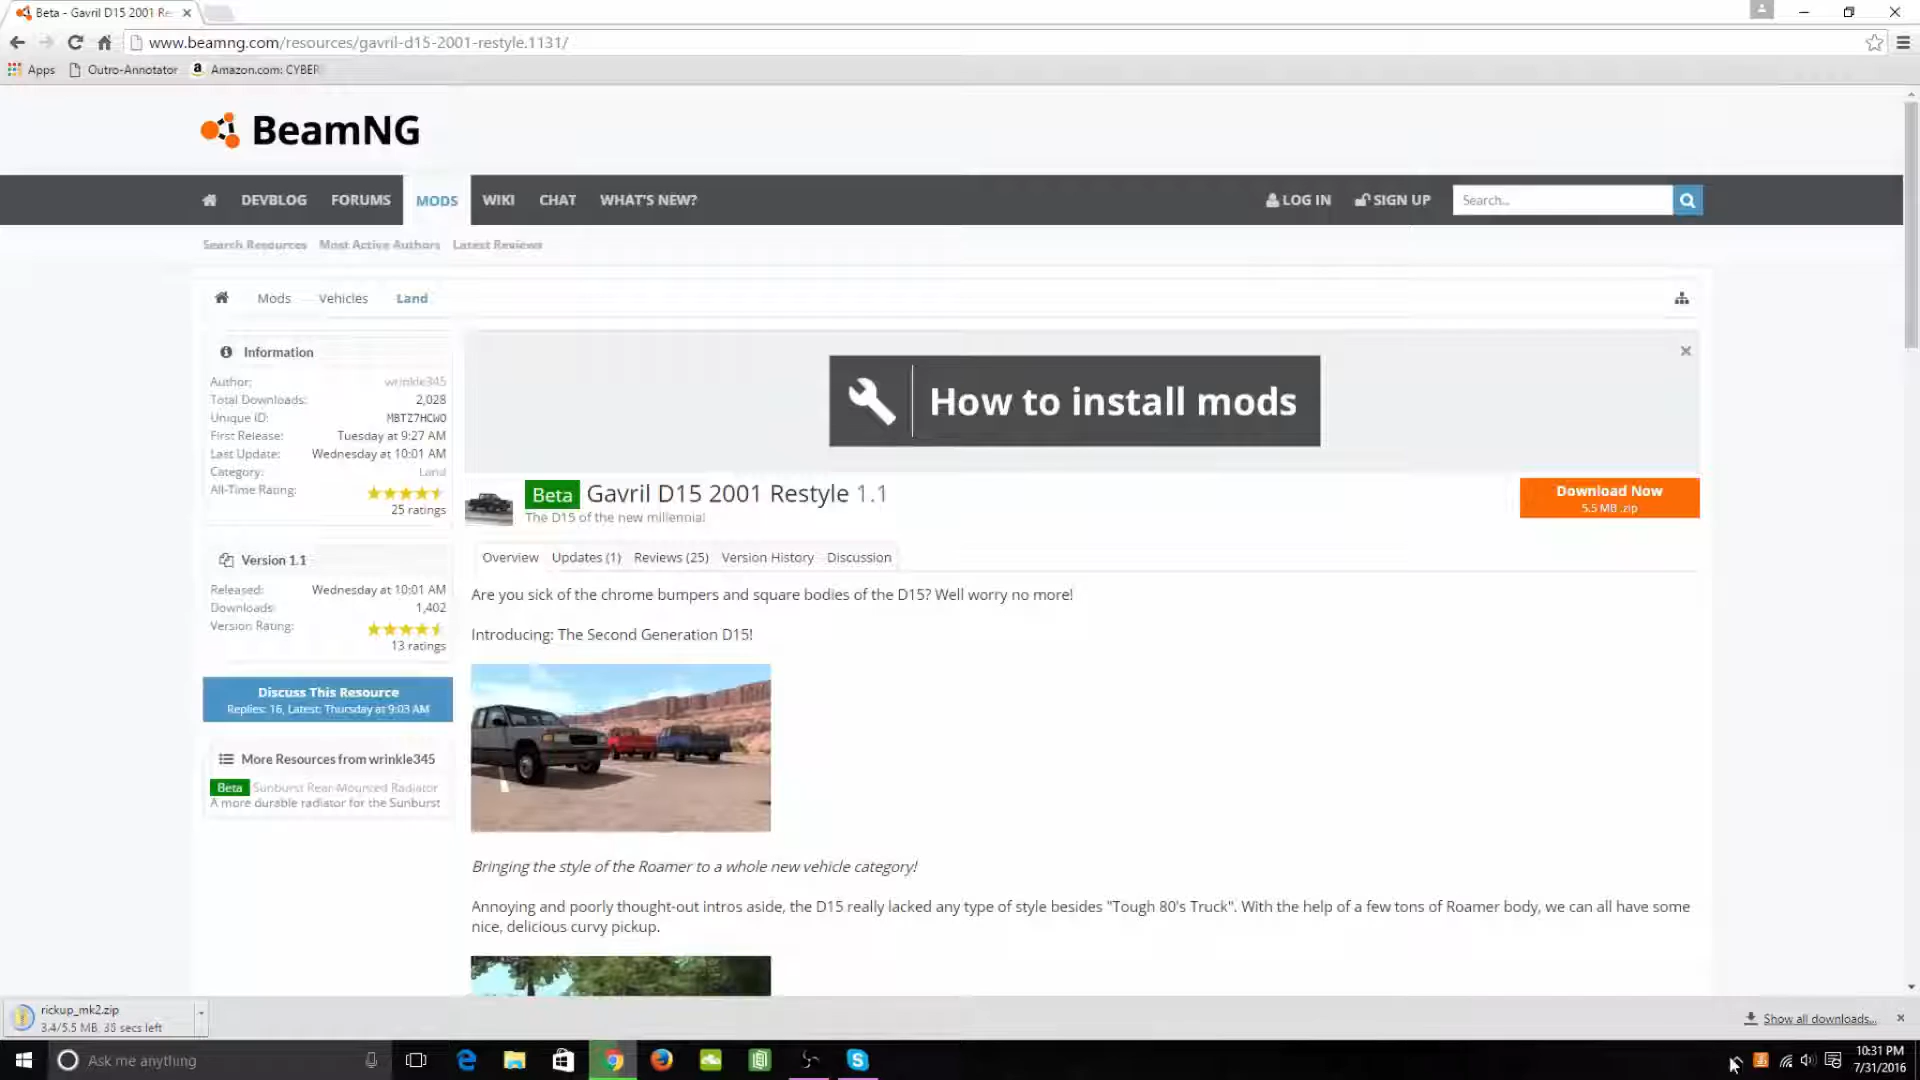 Beta - Gavril D15 2001 Re
www.beamng.com/resources/gavril-d15-2001-restyle.1131/
Apps Outro-Annotator Amazon.com: CYBER
BeamNG
DEVBLOG FORUMS MODS WIKI CHAT WHAT'S NEW? LOG IN SIGN UP Search...
Search Resources Most Active Authors Latest Reviews
Mods Vehicles Land
Information
Author: wrinkle345
Total Downloads: 2,028
Unique ID: MBTZ7HCWO
First Release: Tuesday at 9:27 AM
Last Update: Wednesday at 10:01 AM
Category: Land
All-Time Rating:
25 ratings
Version 1.1
Released: Wednesday at 10:01 AM
Downloads: 1,402
Version Rating:
13 ratings
Discuss This Resource
Replies: 16, Latest: Thursday at 9:03 AM
More Resources from wrinkle345
Beta Sunburst Rear-Mounted Radiator
A more durable radiator for the Sunburst
How to install mods
Beta Gavril D15 2001 Restyle 1.1
The D15 of the new millennial
Download Now
5.5 MB .zip
Overview Updates (1) Reviews (25) Version History Discussion
Are you sick of the chrome bumpers and square bodies of the D15? Well worry no more!
Introducing: The Second Generation D15!
Bringing the style of the Roamer to a whole new vehicle category!
Annoying and poorly thought-out intros aside, the D15 really lacked any type of style besides "Tough 80's Truck". With the help of a few tons of Roamer body, we can all have some
nice, delicious curvy pickup.
rickup_mk2.zip
3.4/5.5 MB, 38 secs left
Show all downloads...
Ask me anything
10:31 PM
7/31/2016